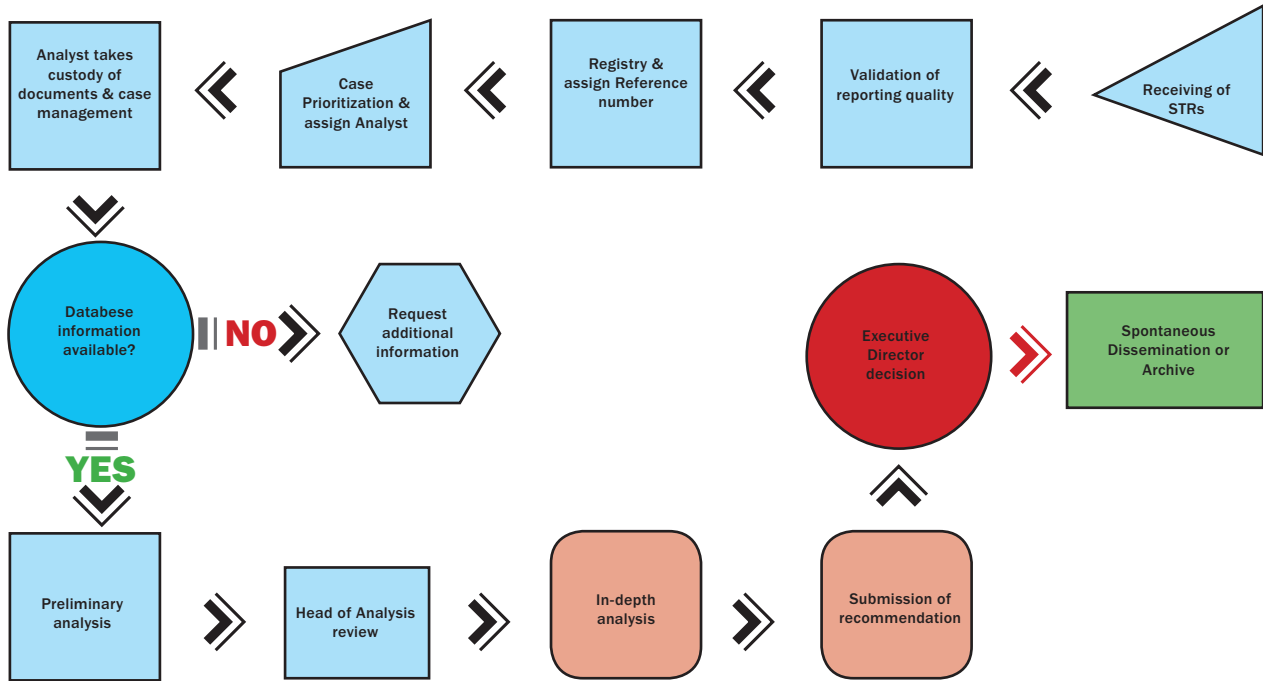 Receiving of
STRs
Validation of
reporting quality
Registry &
assign Reference
number
Case
Prioritization &
assign Analyst
Analyst takes
custody of
documents & case
management
Databese
information
available?
NO
Request
additional
information
YES
Preliminary
analysis
Head of Analysis
review
In-depth
analysis
Submission of
recommendation
Executive
Director
decision
Spontaneous
Dissemination or
Archive